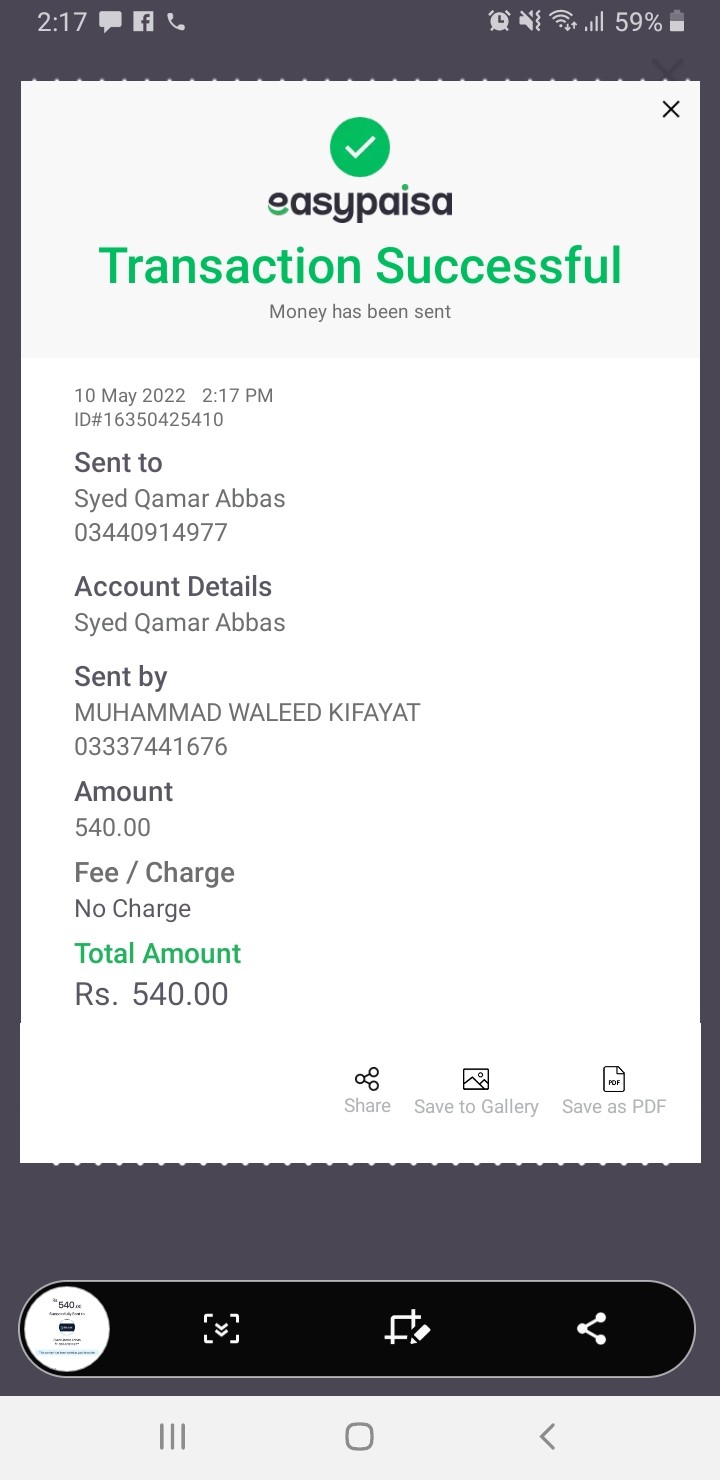 2:17
59%
easypaisa
Transaction Successful
Money has been sent
10 May 2022 2:17 PM
ID#16350425410
Sent to
Syed Qamar Abbas
03440914977
Account Details
Syed Qamar Abbas
Sent by
MUHAMMAD WALEED KIFAYAT
03337441676
Amount
540.00
Fee / Charge
No Charge
Total Amount
Rs. 540.00
PDF
Share Save to Gallery Save as PDF
540.00